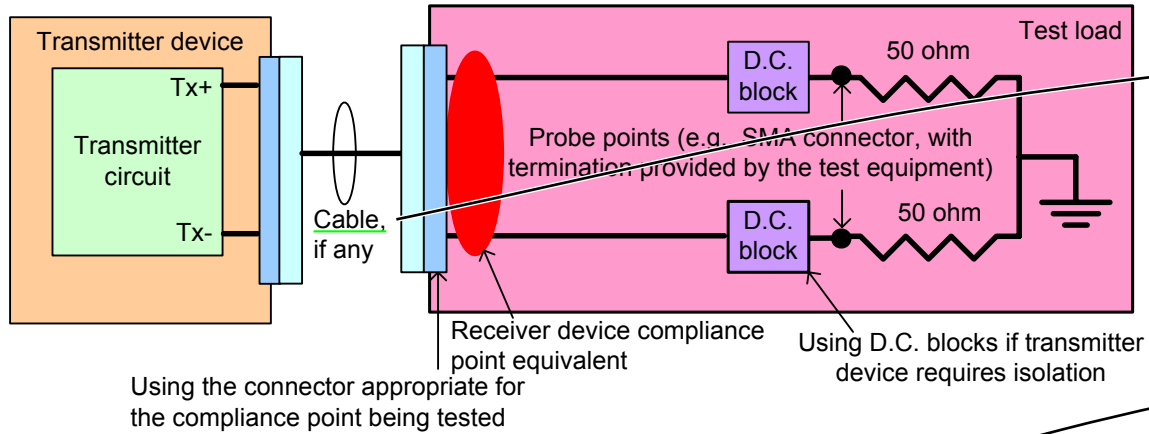 Transmitter device
Tx+
Transmitter
circuit
Tx-
Cable,
if any
Test load
D.C.
block
50 ohm
Probe points (e.g., SMA connector, with
termination provided by the test equipment)
D.C.
block
50 ohm
Receiver device compliance
point equivalent
Using the connector appropriate for
the compliance point being tested
Using D.C. blocks if transmitter
device requires isolation